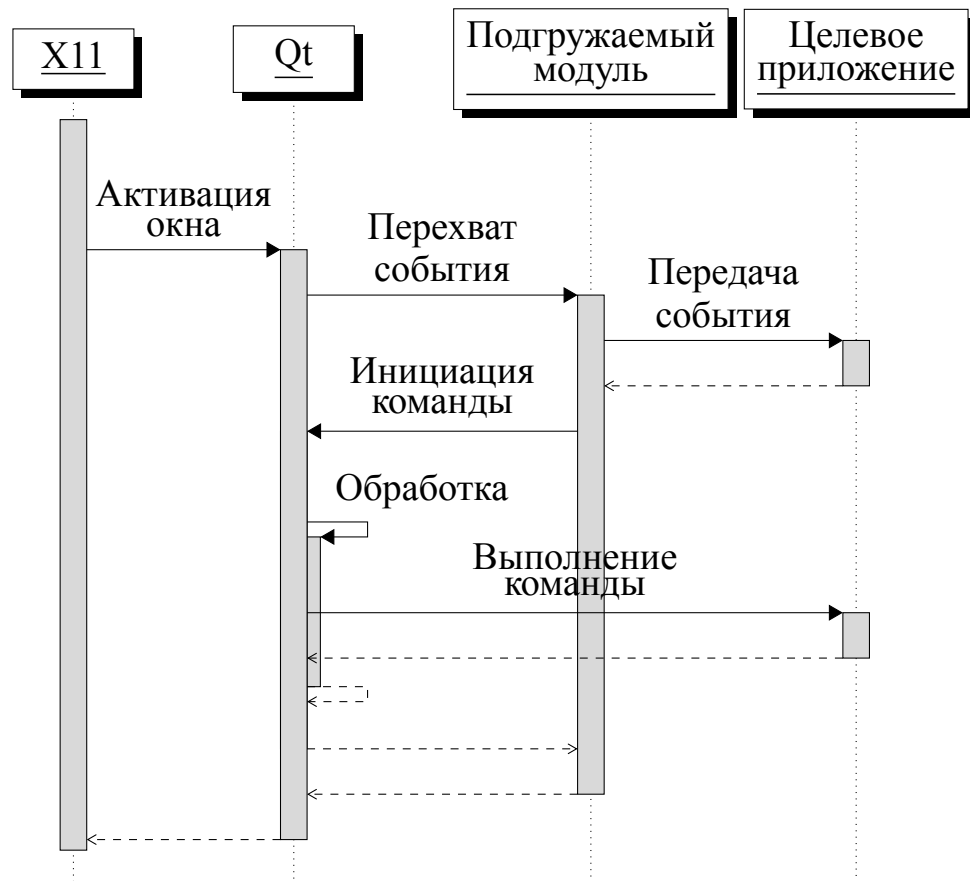 X11
Qt
Подгружаемый
модуль
Целевое
приложение
Активация
окна
Перехват
события
Передача
события
Инициация
команды
Обработка
Выполнение
команды